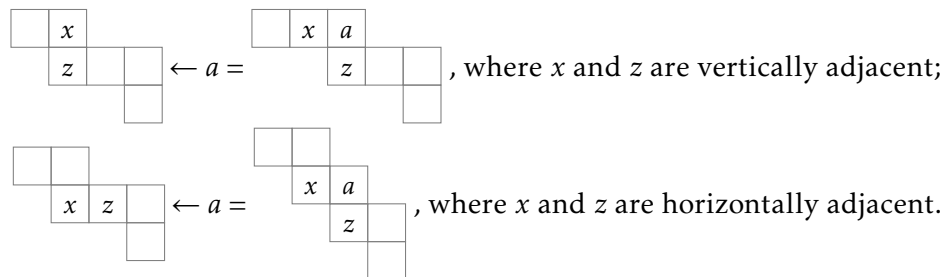 x a
x
z ← a = z , where x and z are vertically adjacent;
x z ← a = x a , where x and z are horizontally adjacent.
z